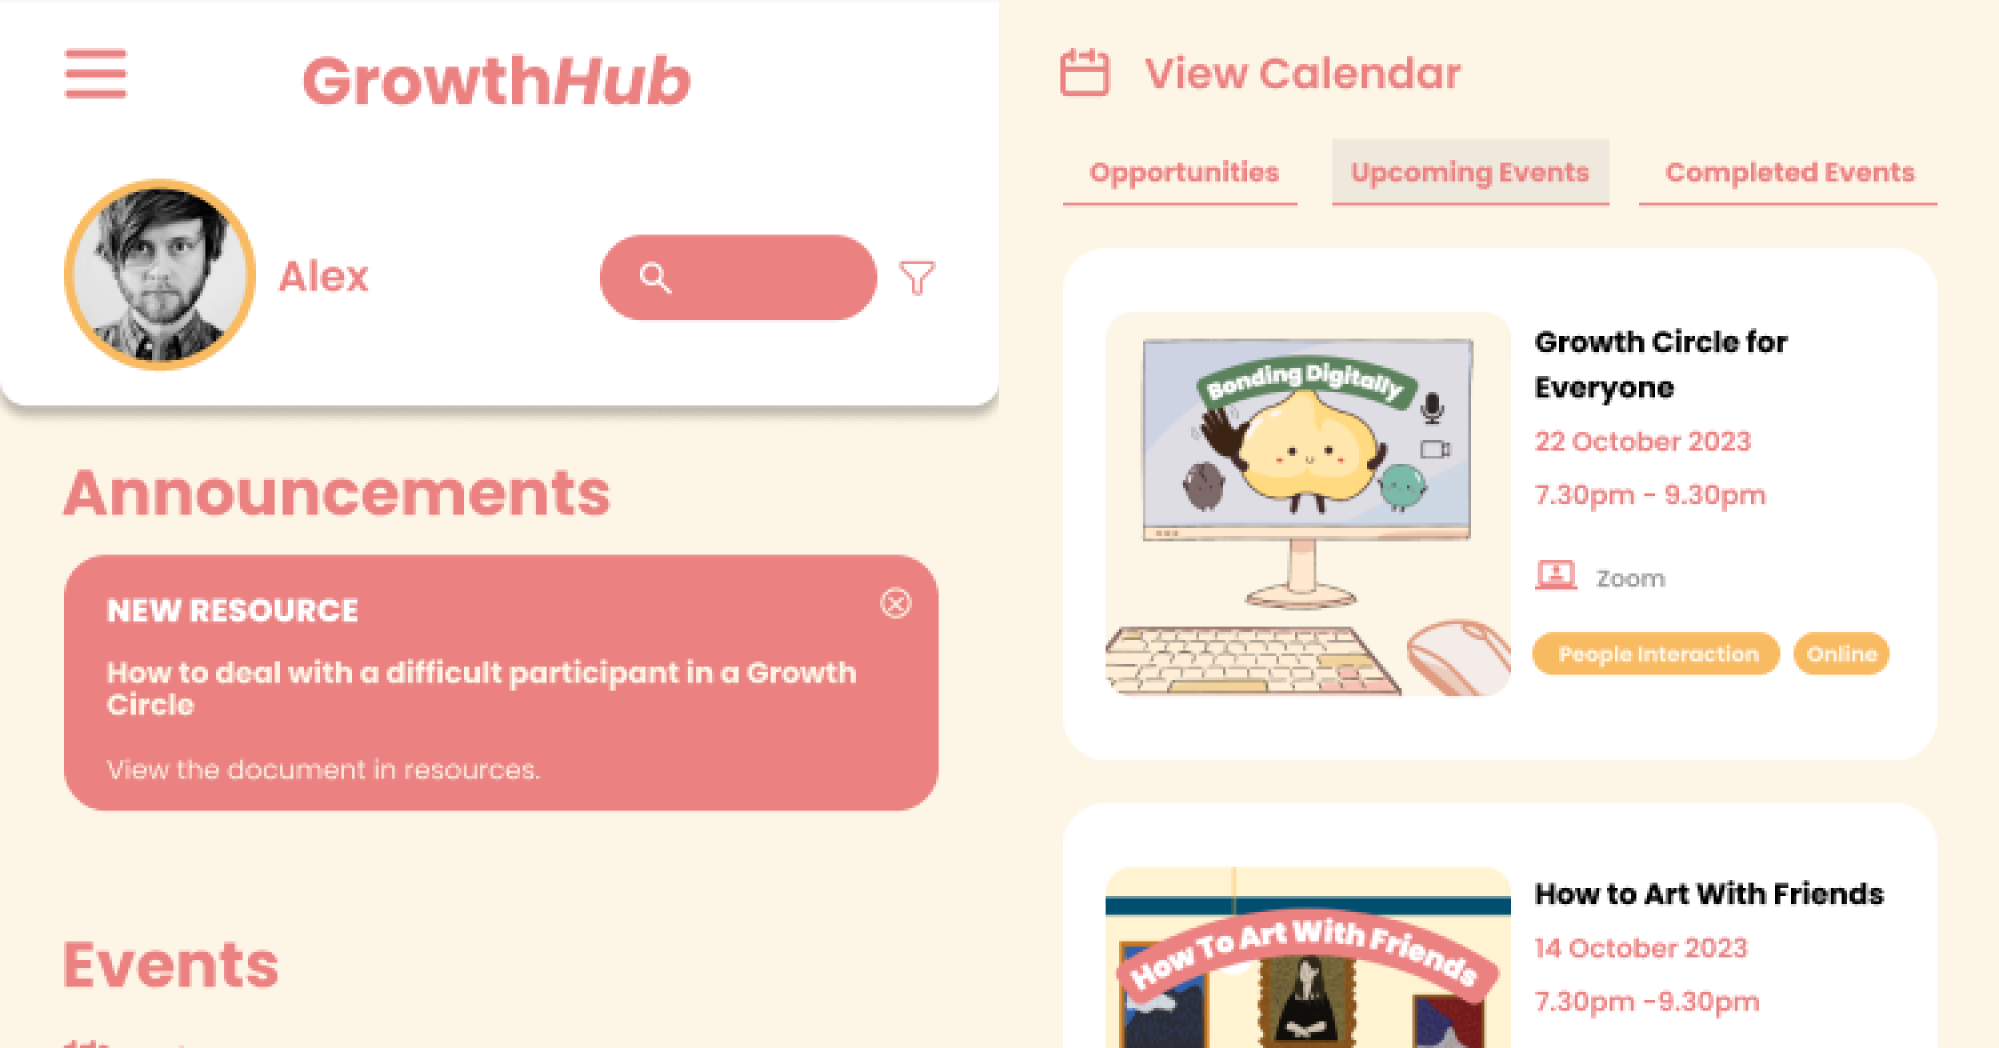 GrowthHub
Alex
Announcements
NEW RESOURCE
How to deal with a difficult participant in a Growth
Circle
View the document in resources.
Events
View Calendar
Opportunities
Upcoming Events
Completed Events
Bonding Digitally
Growth Circle for
Everyone
22 October 2023
7.30pm - 9.30pm
Zoom
People Interaction
Online
How To Art With Friends
How to Art With Friends
14 October 2023
7.30pm -9.30pm